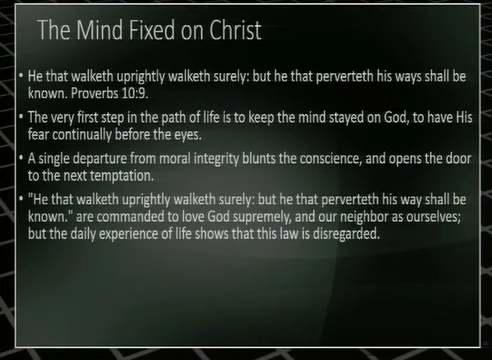 The Mind Fixed on Christ
• He that walketh uprightly walketh surely: but he that perverteth his ways shall be
known. Proverbs 10:9.
• The very first step in the path of life is to keep the mind stayed on God, to have His
fear continually before the eyes.
• A single departure from moral integrity blunts the conscience, and opens the door
to the next temptation.
• "He that walketh uprightly walketh surely: but he that perverteth his way shall be
known." are commanded to love God supremely, and our neighbor as ourselves;
but the daily experience of life shows that this law is disregarded.